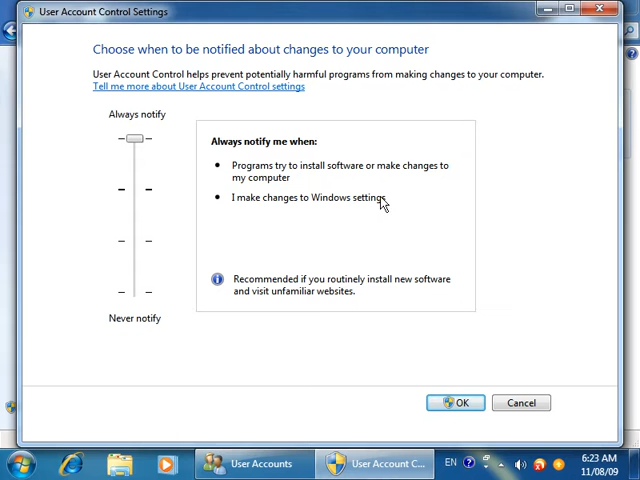 User Account Control Settings
Choose when to be notified about changes to your computer
User Account Control helps prevent potentially harmful programs from making changes to your computer.
Tell me more about User Account Control settings
Always notify
Always notify me when:
Programs try to install software or make changes to
my computer
I make changes to Windows settings
Recommended if you routinely install new software
and visit unfamiliar websites.
Never notify
OK
Cancel
User Accounts
User Account C...
EN
6:23 AM
11/08/09